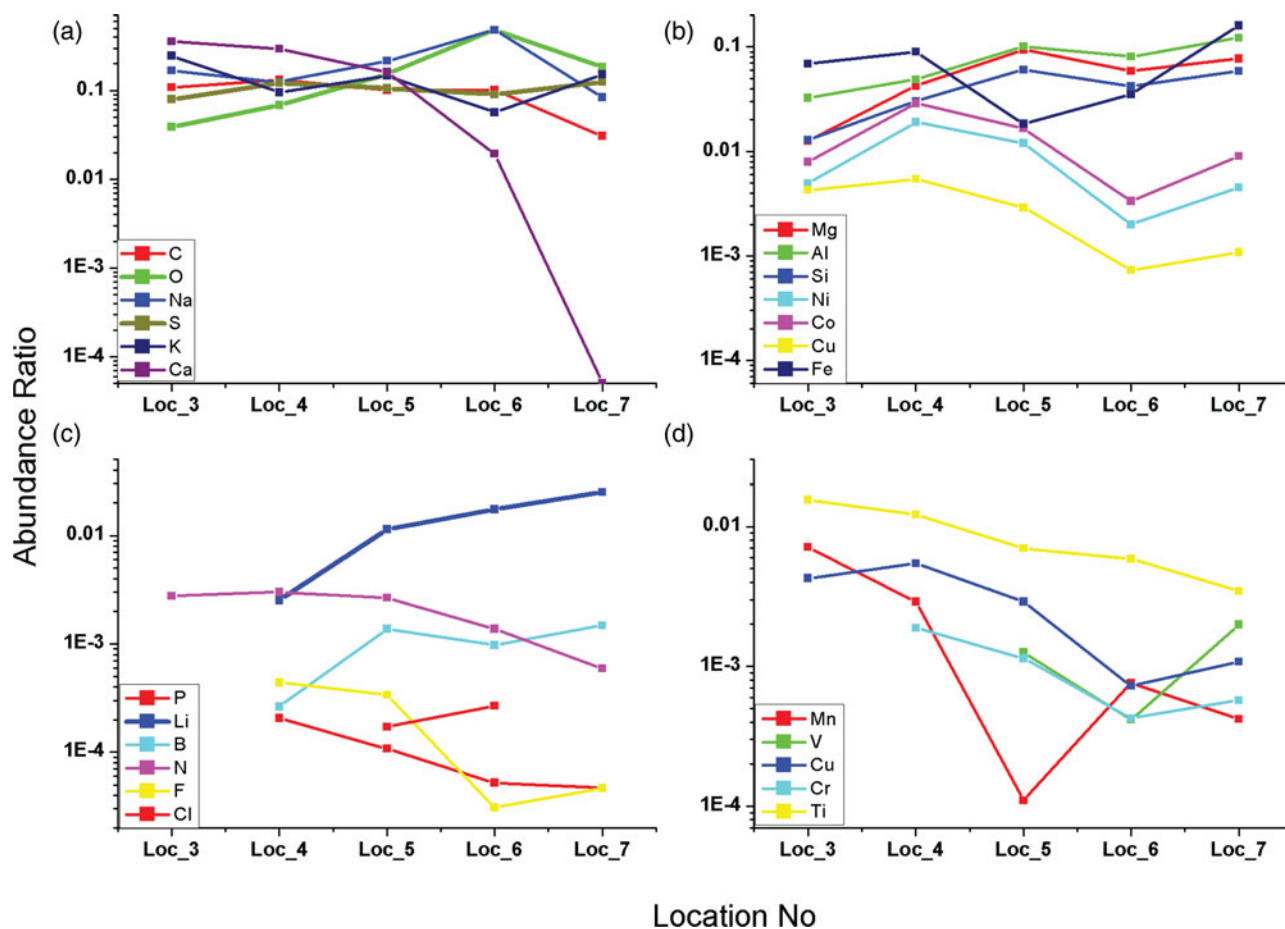 (a)
0.1
0.01
1E-3
1E-4
C
O
Na
S
K
Ca
Loc_3 Loc_4 Loc_5 Loc_6 Loc_7
(b)
0.1
0.01
1E-3
1E-4
Mg
Al
Si
Ni
Co
Cu
Fe
Loc_3 Loc_4 Loc_5 Loc_6 Loc_7
Abundance Ratio
(c)
0.01
1E-3
1E-4
P
Li
B
N
F
Cl
Loc_3 Loc_4 Loc_5 Loc_6 Loc_7
(d)
0.01
1E-3
1E-4
Mn
V
Cu
Cr
Ti
Loc_3 Loc_4 Loc_5 Loc_6 Loc_7
Location No